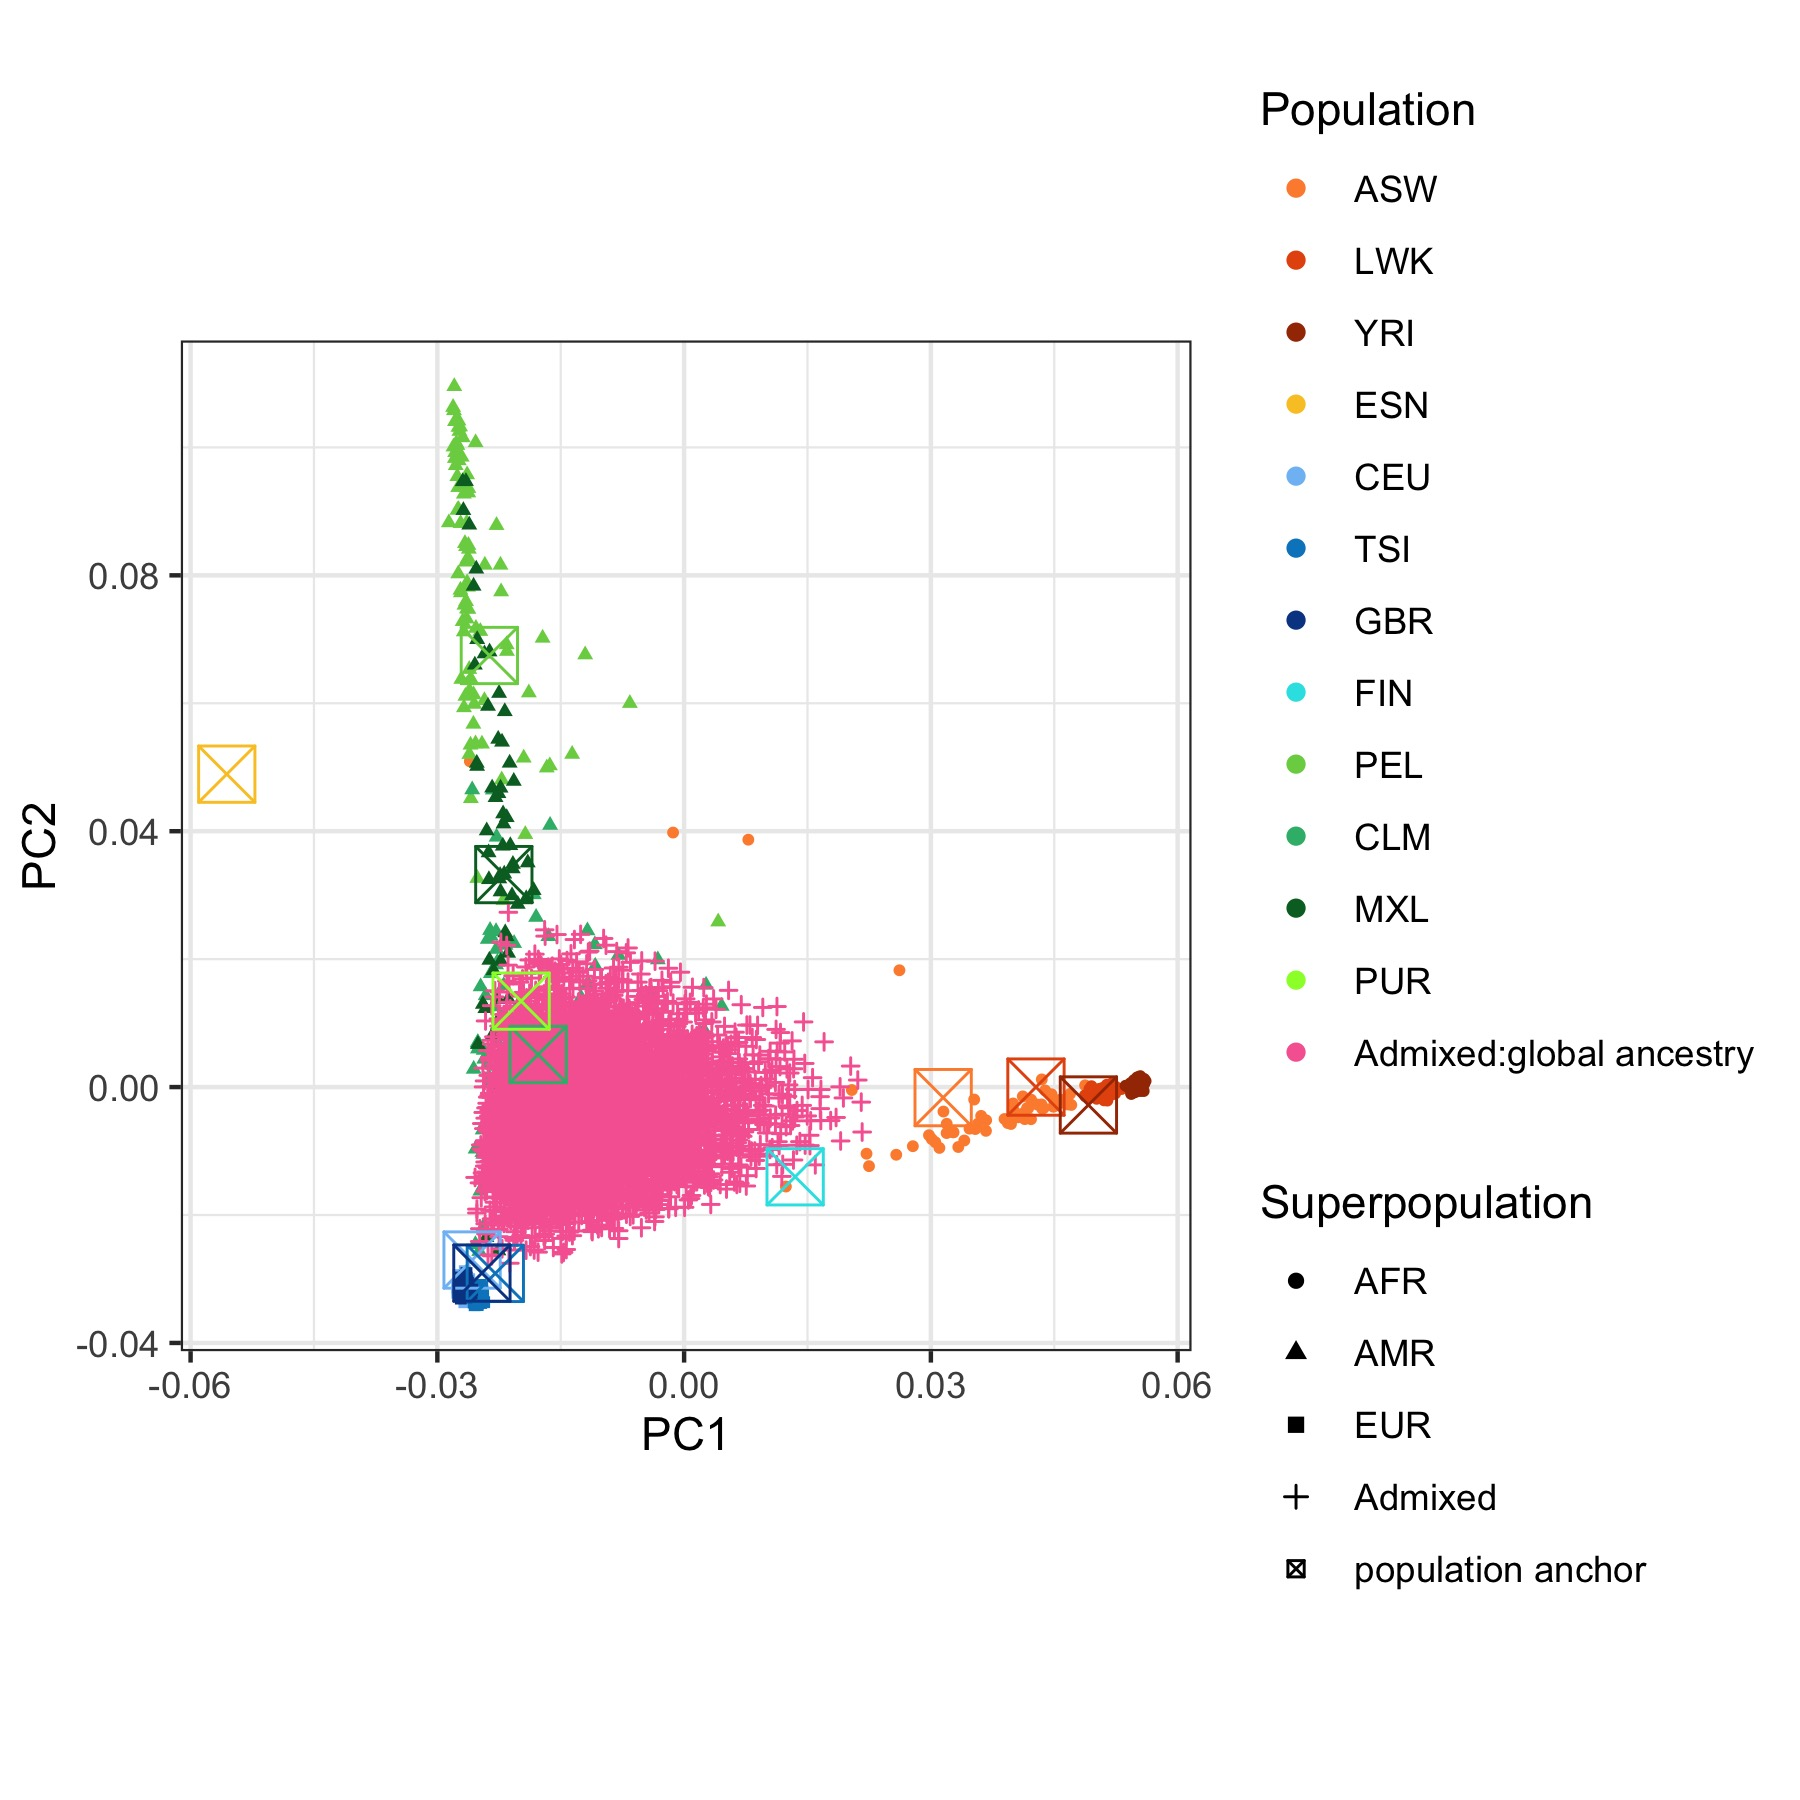 Population
ASW
LWK
YRI
ESN
CEU
TSI
GBR
FIN
PEL
CLM
MXL
PUR
Admixed:global ancestry
Superpopulation
AFR
AMR
EUR
Admixed
population anchor
PC2
0.08
0.04
0.00
-0.04
-0.06 -0.03 0.00 0.03 0.06
PC1